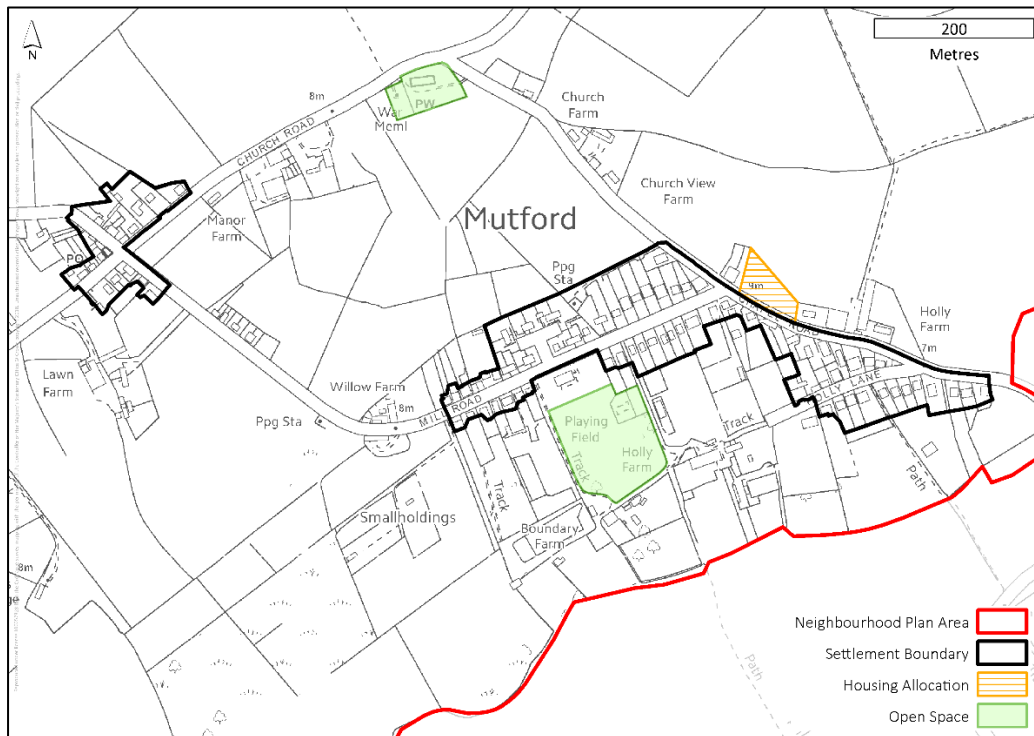 N
200
Metres
8m
PW
War
Meml
CHURCH ROAD
Church
Farm
Church View
Farm
Manor
Farm
Mutford
PO
Ppg
Sta
9m
Holly
Farm
7m
Lawn
Farm
Willow Farm
8m
Ppg Sta
MILL ROAD
LANE
Playing
Field
Holly
Farm
Track
Track
Track
Path
Smallholdings
Boundary
Farm
8m
Path
Neighbourhood Plan Area
Settlement Boundary
Housing Allocation
Open Space